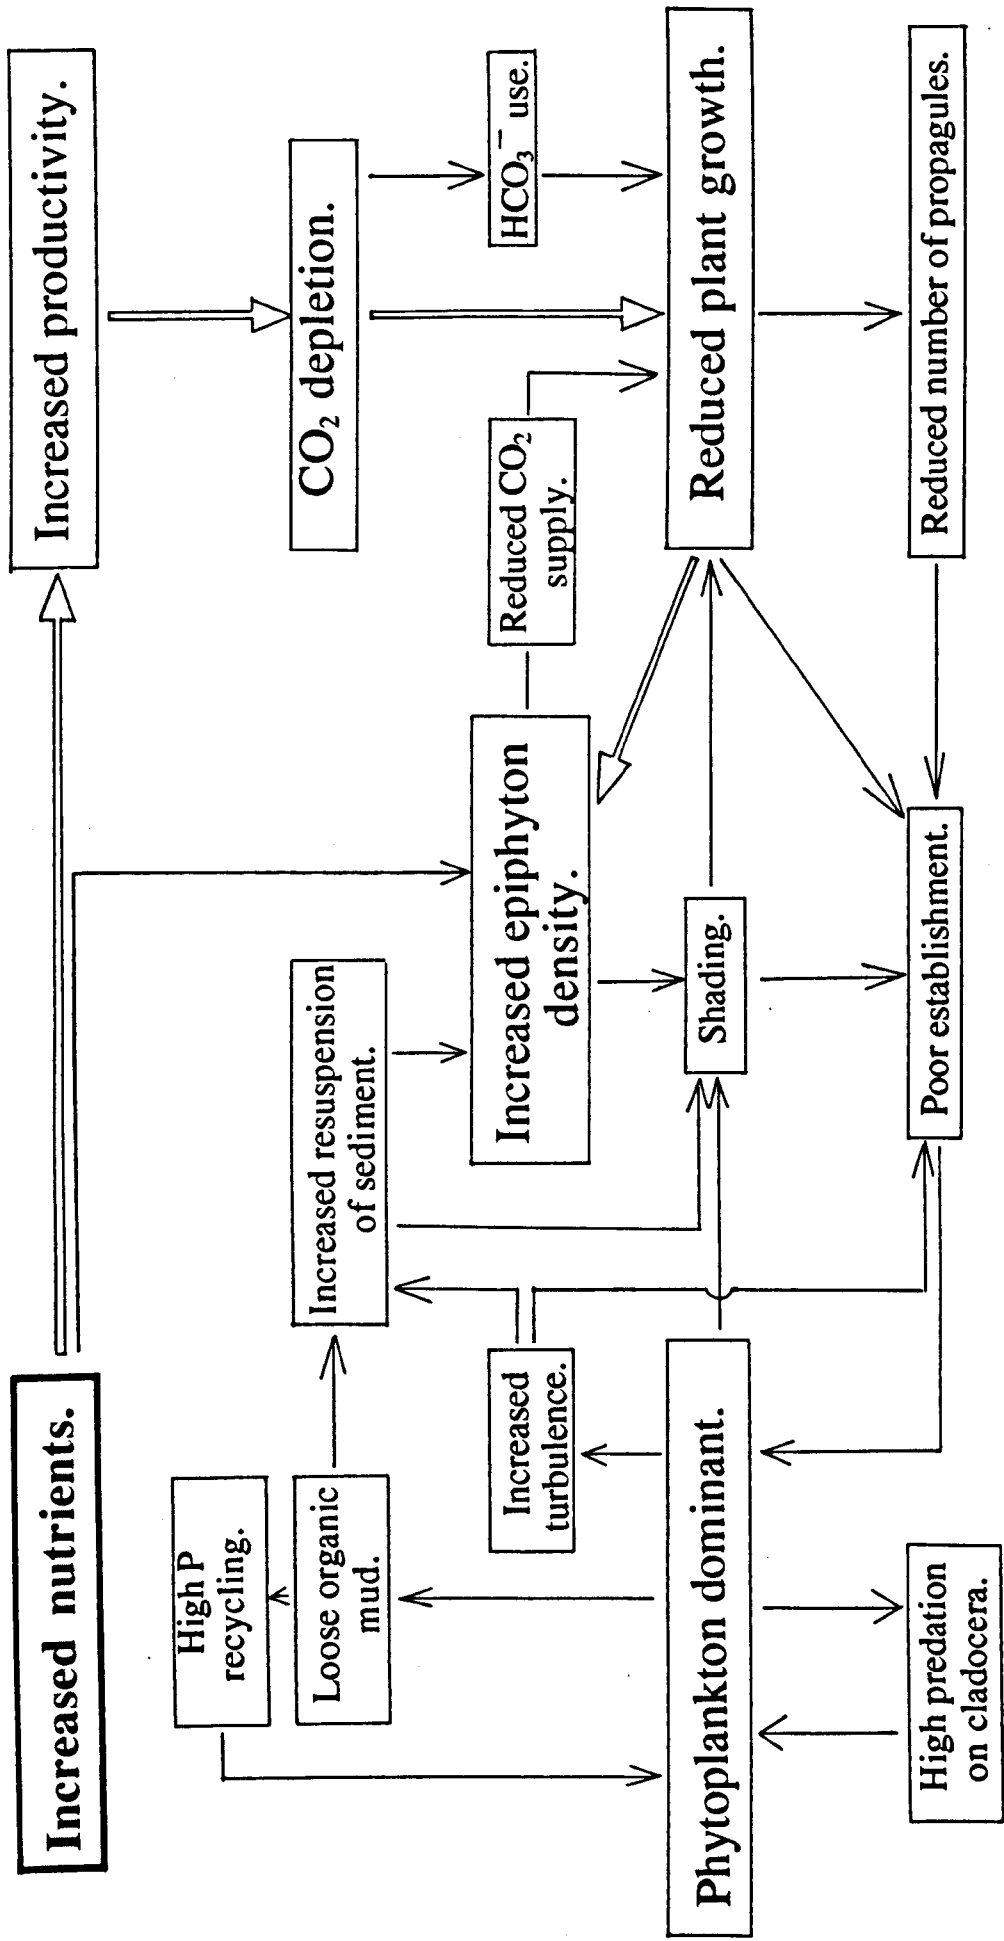 Increased nutrients.
Increased productivity.
High P
recycling.
Loose organic
mud.
Increased resuspension
of sediment.
CO₂ depletion.
Increased
turbulence.
Increased epiphyton
density.
Reduced CO₂
supply.
HCO₃⁻ use.
Phytoplankton dominant.
Shading.
Reduced plant growth.
High predation
on cladocera.
Poor establishment.
Reduced number of propagules.